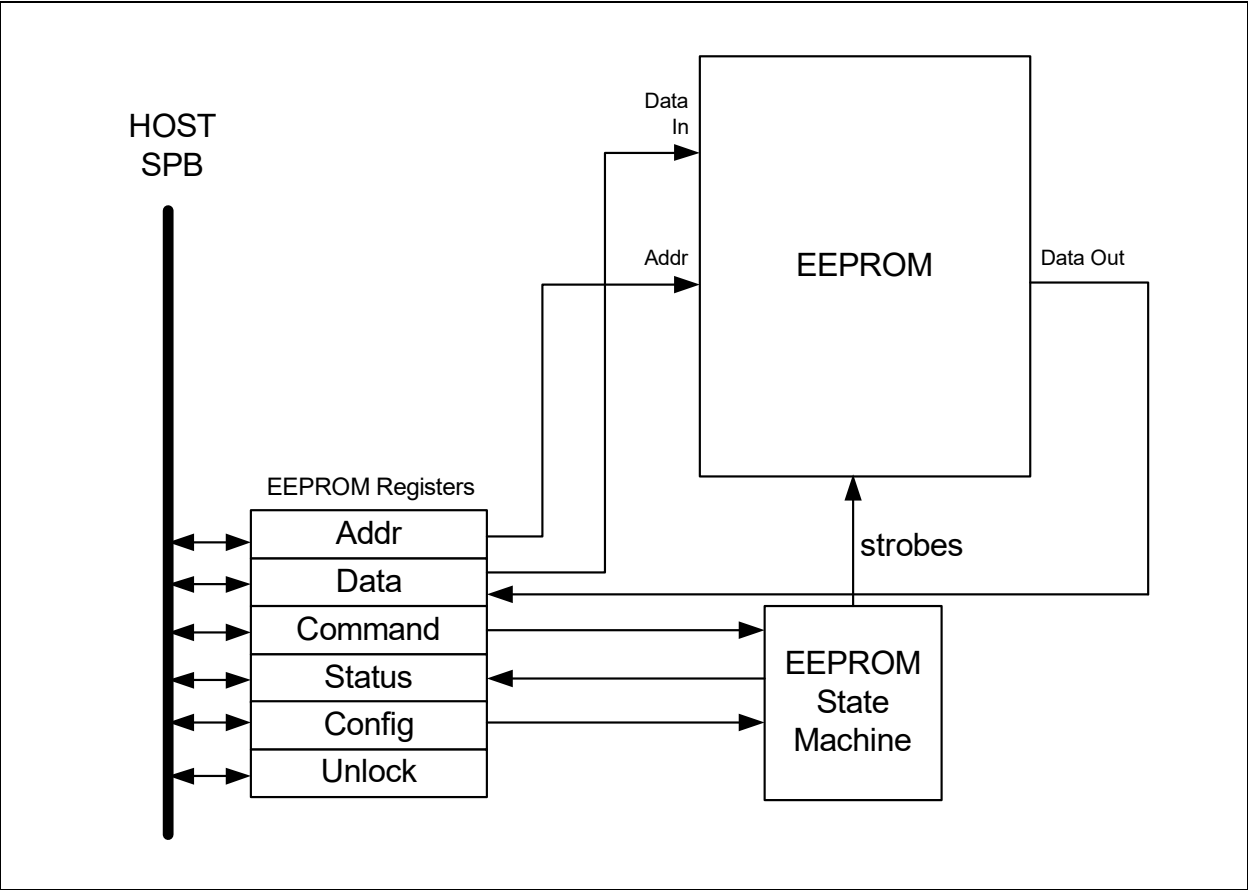 HOST
SPB
Data
In
Addr
EEPROM
Data Out
EEPROM Registers
Addr
Data
Command
Status
Config
Unlock
strobes
EEPROM
State
Machine